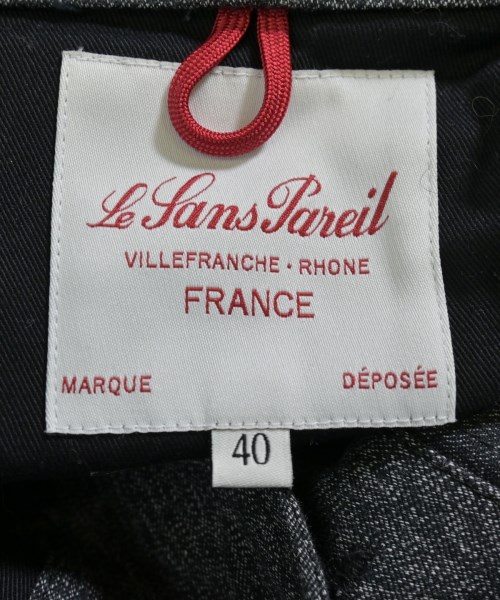 Le Sans Pareil
VILLEFRANCHE · RHONE
FRANCE
MARQUE DÉPOSÉE
40